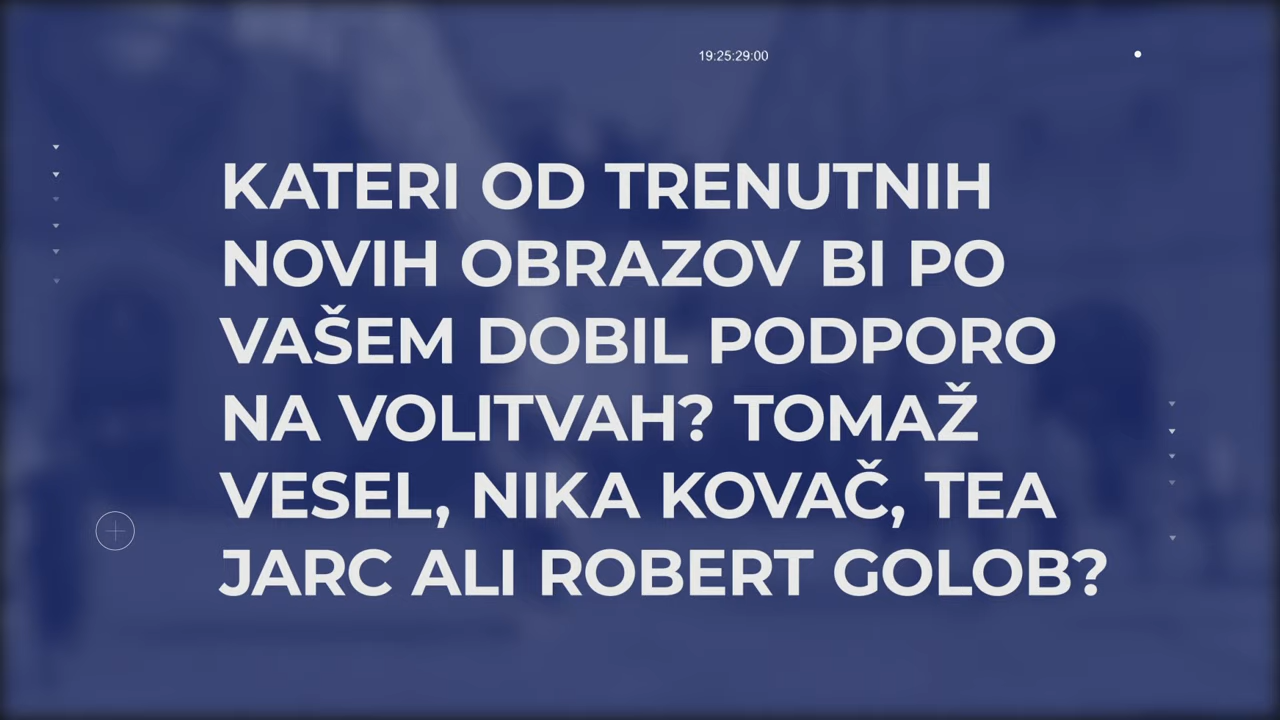 19:25:29:00
KATERI OD TRENUTNIH
NOVIH OBRAZOV BI PO
VAŠEM DOBIL PODPORO
NA VOLITVAH? TOMAŽ
VESEL, NIKA KOVAČ, TEA
JARC ALI ROBERT GOLOB?